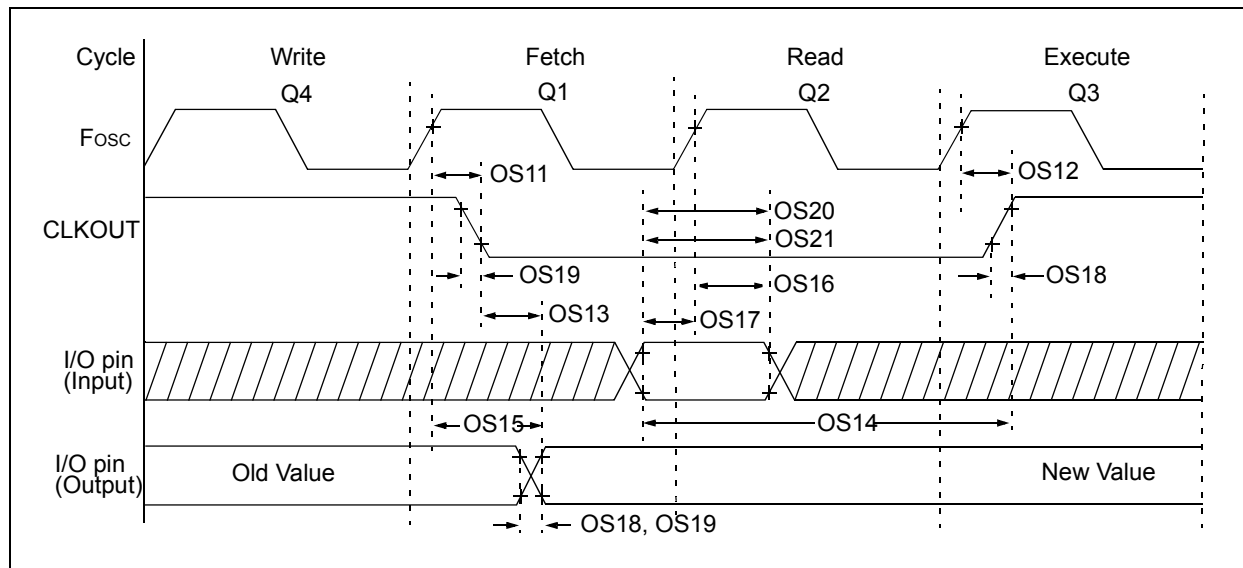 Cycle Write Fetch Read Execute
Q4 Q1 Q2 Q3
Fosc
OS11 OS12
OS20
CLKOUT OS21
OS19 OS16 OS18
OS13 OS17
I/O pin
(Input)
OS15 OS14
I/O pin
(Output) Old Value New Value
OS18, OS19